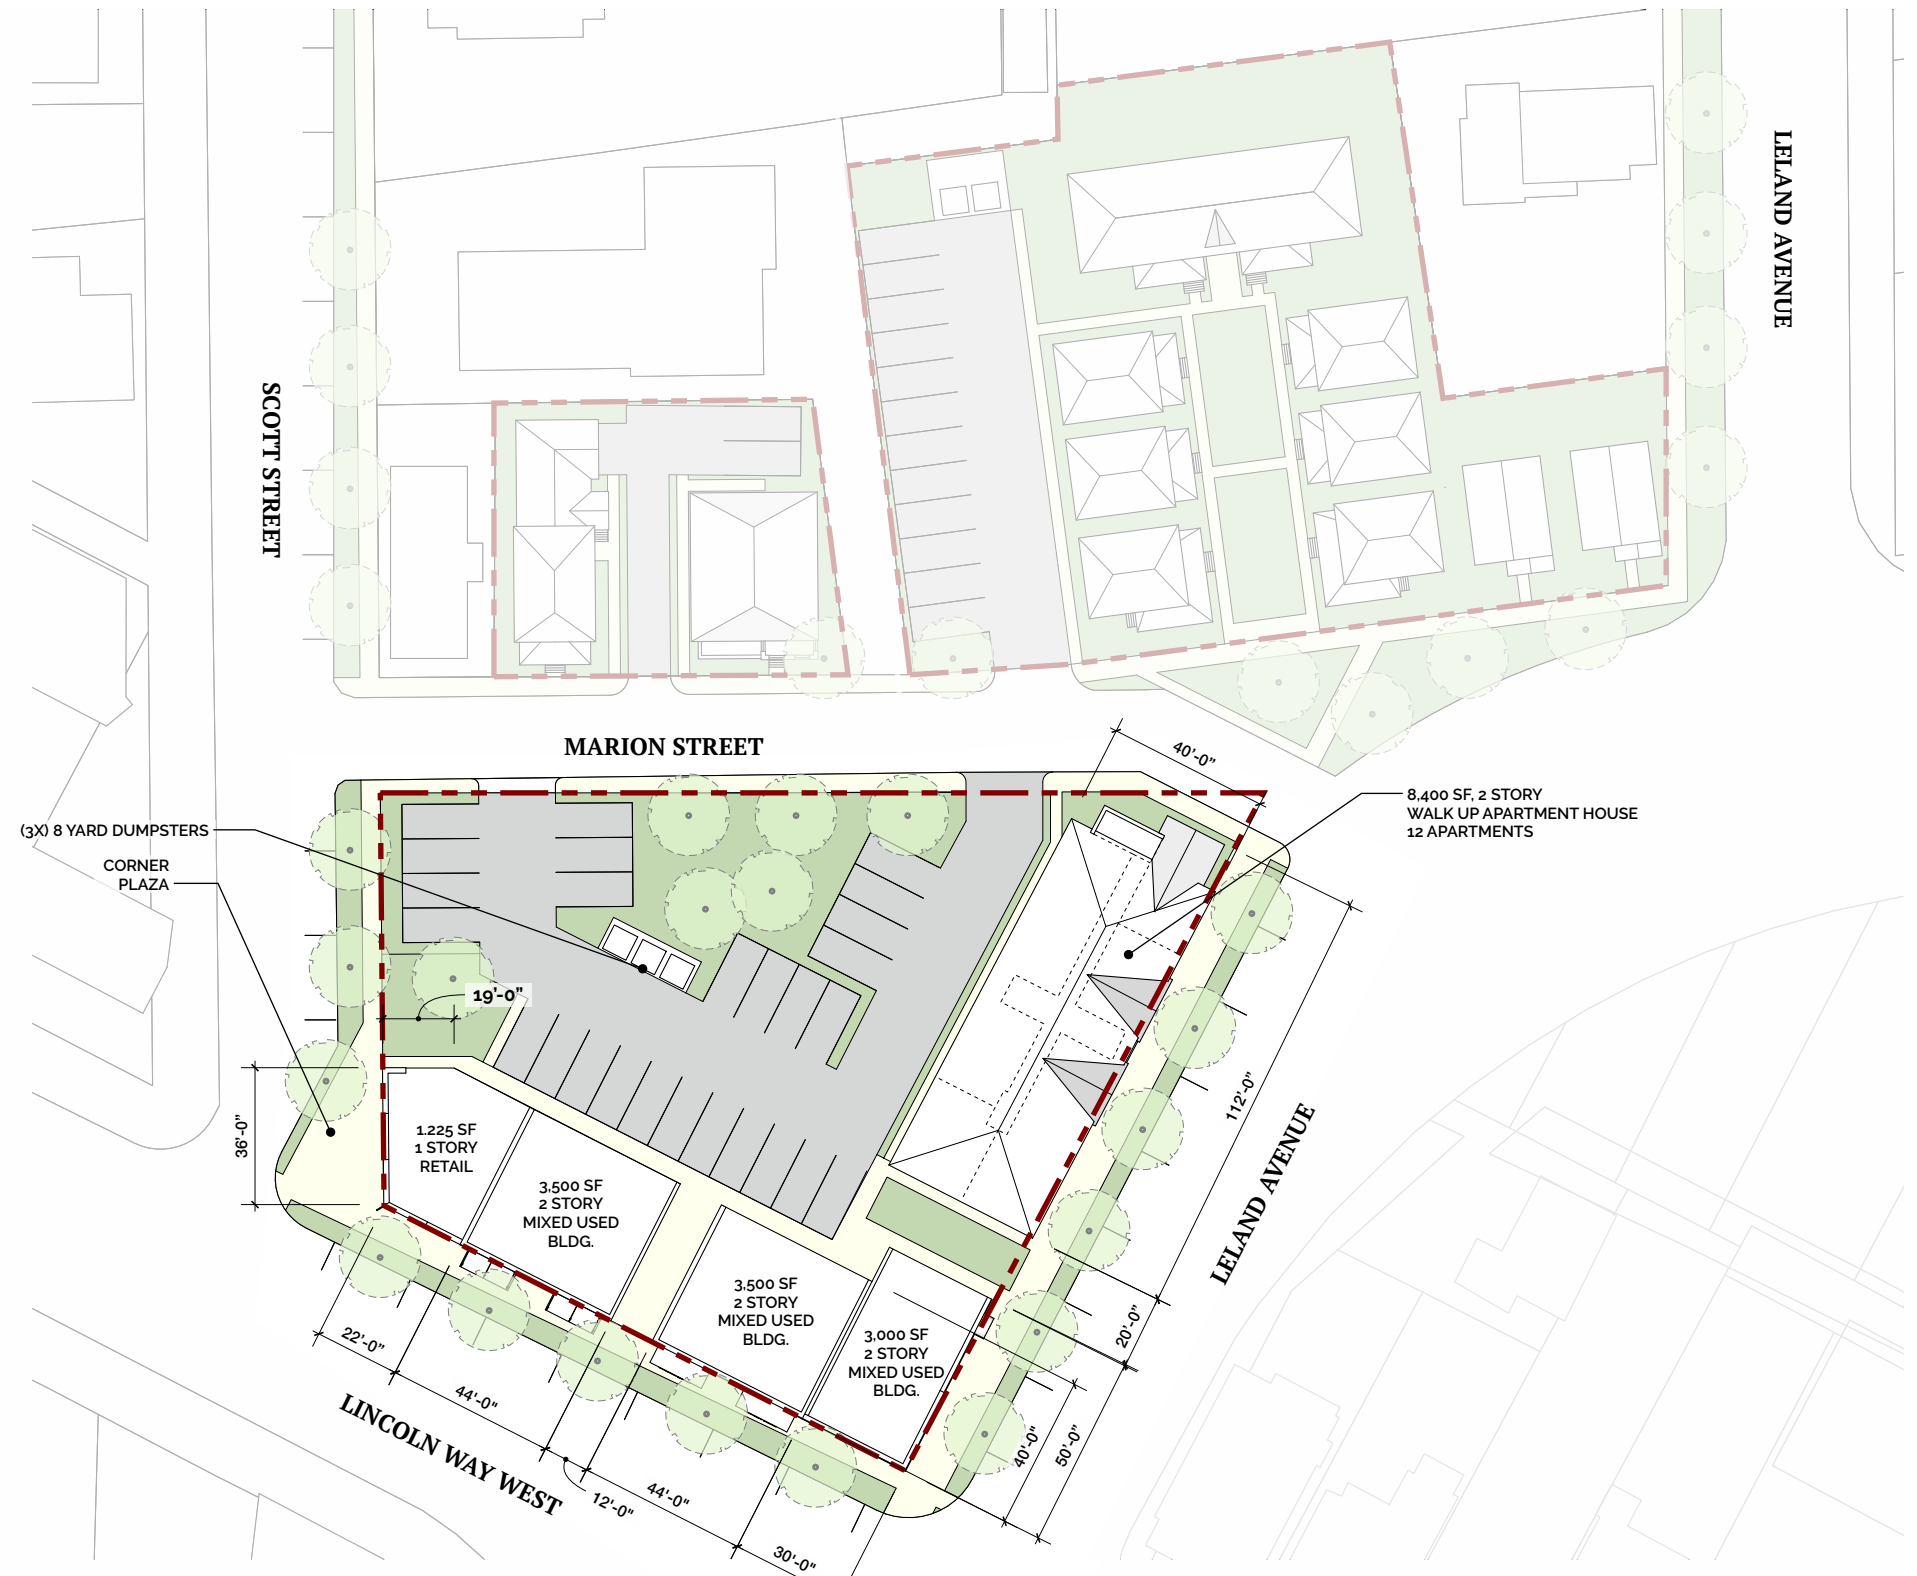 LELAND AVENUE
SCOTT STREET
MARION STREET
40'-0"
8,400 SF, 2 STORY
WALK UP APARTMENT HOUSE
12 APARTMENTS
(3X) 8 YARD DUMPSTERS
CORNER
PLAZA
19'-0"
112'-0"
36'-0"
1.225 SF
1 STORY
RETAIL
3,500 SF
2 STORY
MIXED USED
BLDG.
3,500 SF
2 STORY
MIXED USED
BLDG.
3,000 SF
2 STORY
MIXED USED
BLDG.
LELAND AVENUE
20'-0"
22'-0"
44'-0"
40'-0"
50'-0"
LINCOLN WAY WEST
12'-0"
44'-0"
30'-0"